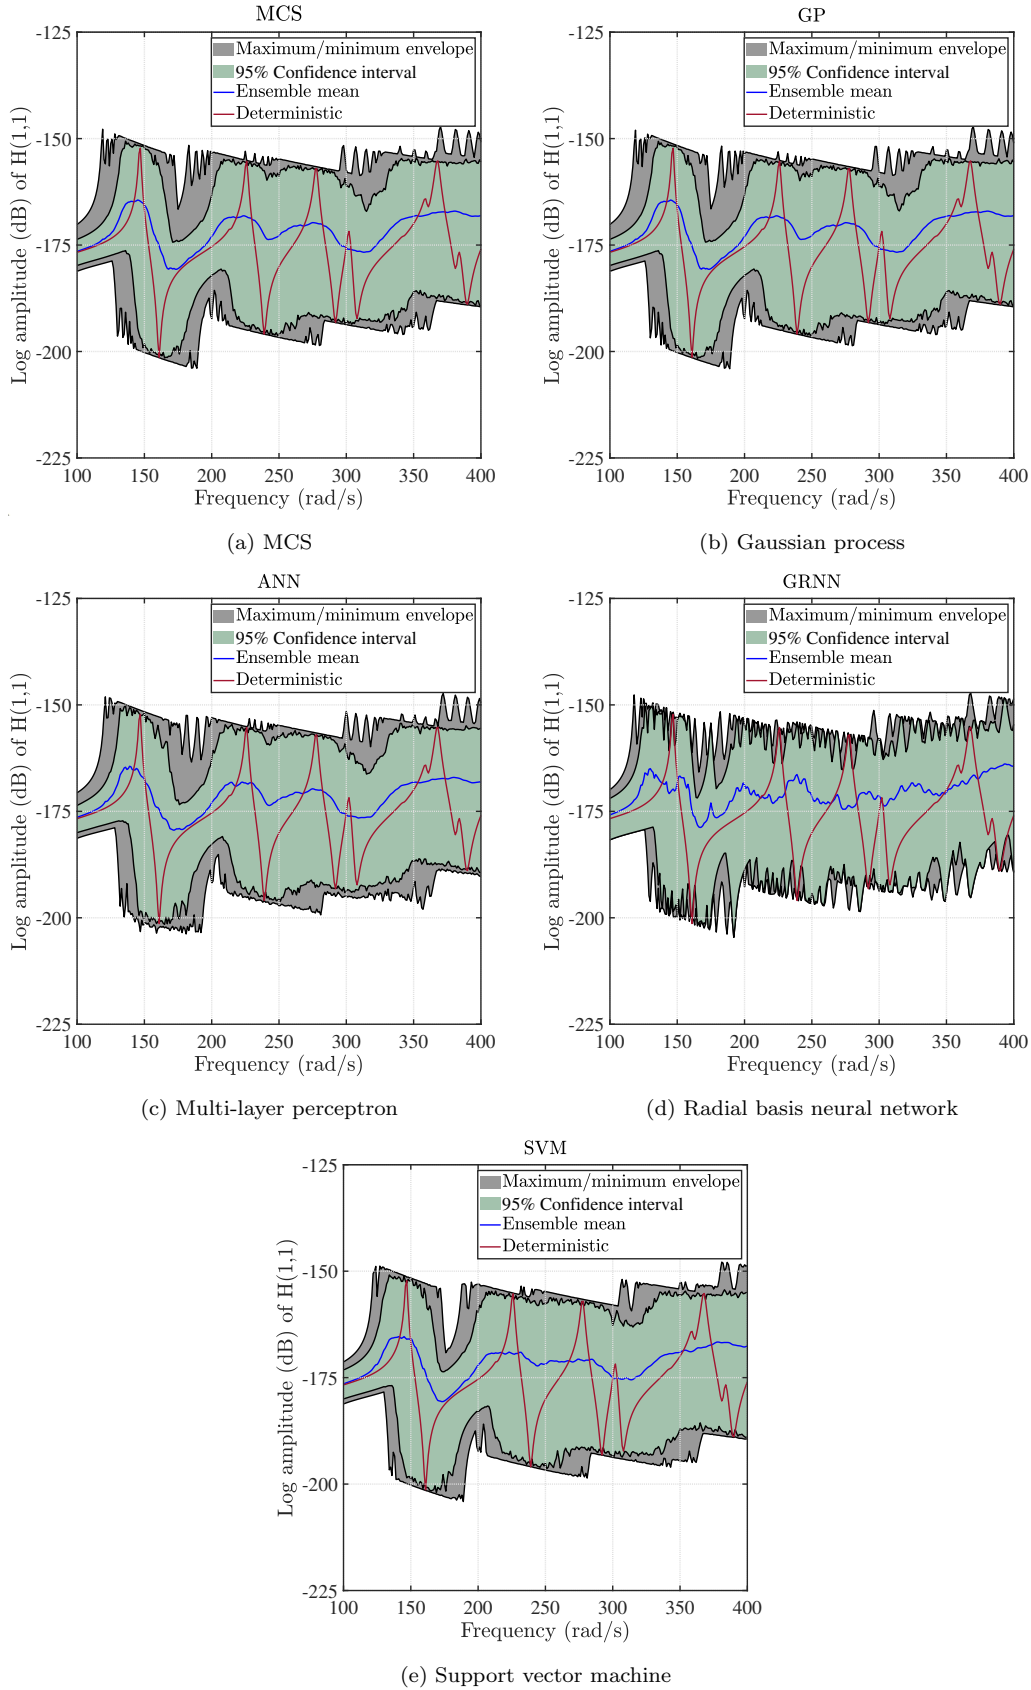 MCS
Log amplitude (dB) of H(1,1)
-125
-150
-175
-200
-225
Maximum/minimum envelope
95% Confidence interval
Ensemble mean
Deterministic
100 150 200 250 300 350 400
Frequency (rad/s)
(a) MCS
GP
Log amplitude (dB) of H(1,1)
-125
-150
-175
-200
-225
Maximum/minimum envelope
95% Confidence interval
Ensemble mean
Deterministic
100 150 200 250 300 350 400
Frequency (rad/s)
(b) Gaussian process
ANN
Log amplitude (dB) of H(1,1)
-125
-150
-175
-200
-225
Maximum/minimum envelope
95% Confidence interval
Ensemble mean
Deterministic
100 150 200 250 300 350 400
Frequency (rad/s)
(c) Multi-layer perceptron
GRNN
Log amplitude (dB) of H(1,1)
-125
-150
-175
-200
-225
Maximum/minimum envelope
95% Confidence interval
Ensemble mean
Deterministic
100 150 200 250 300 350 400
Frequency (rad/s)
(d) Radial basis neural network
SVM
Log amplitude (dB) of H(1,1)
-125
-150
-175
-200
-225
Maximum/minimum envelope
95% Confidence interval
Ensemble mean
Deterministic
100 150 200 250 300 350 400
Frequency (rad/s)
(e) Support vector machine